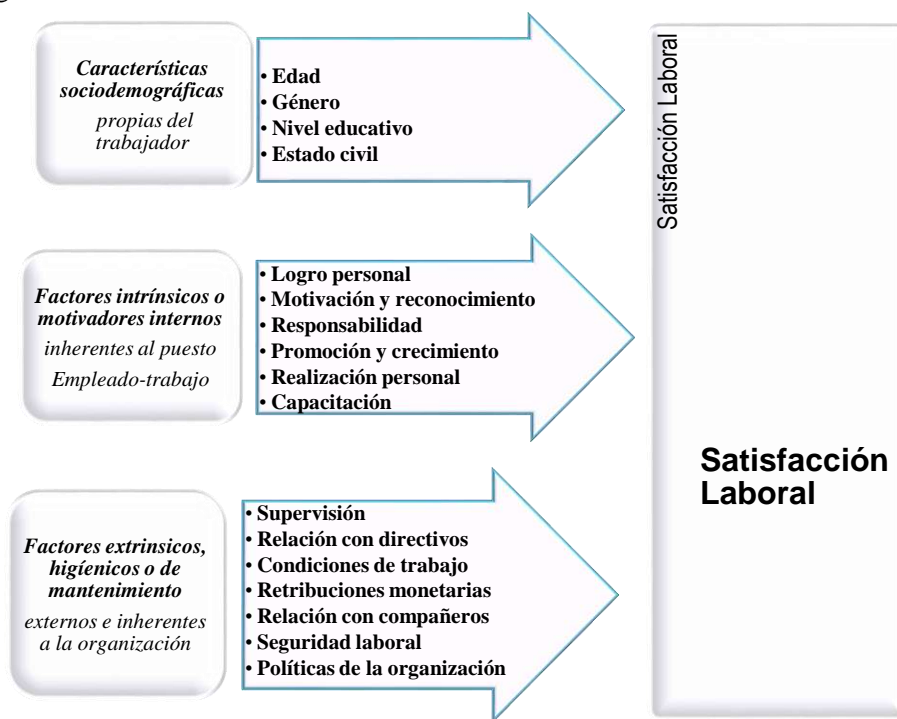 Características
sociodemográficas
propias del
trabajador
• Edad
• Género
• Nivel educativo
• Estado civil
Factores intrínsicos o
motivadores internos
inherentes al puesto
Empleado-trabajo
• Logro personal
• Motivación y reconocimiento
• Responsabilidad
• Promoción y crecimiento
• Realización personal
• Capacitación
Factores extrinsicos,
higíenicos o de
mantenimiento
externos e inherentes
a la organización
• Supervisión
• Relación con directivos
• Condiciones de trabajo
• Retribuciones monetarias
• Relación con compañeros
• Seguridad laboral
• Políticas de la organización
Satisfacción Laboral
Satisfacción
Laboral